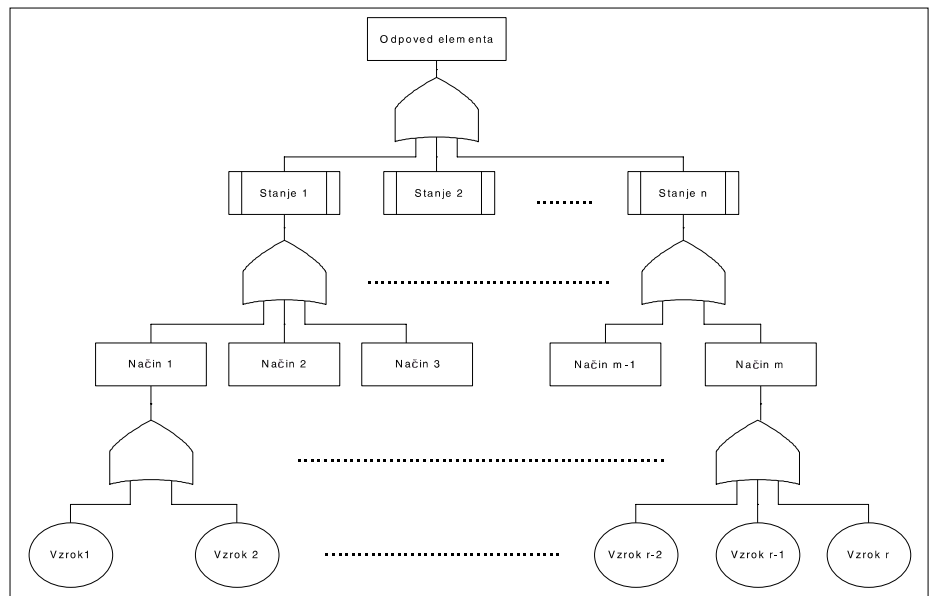 Odpoved elementa
Stanje 1
Stanje 2
Stanje n
Način 1
Način 2
Način 3
Način m-1
Način m
Vzrok1
Vzrok 2
Vzrok r-2
Vzrok r-1
Vzrok r